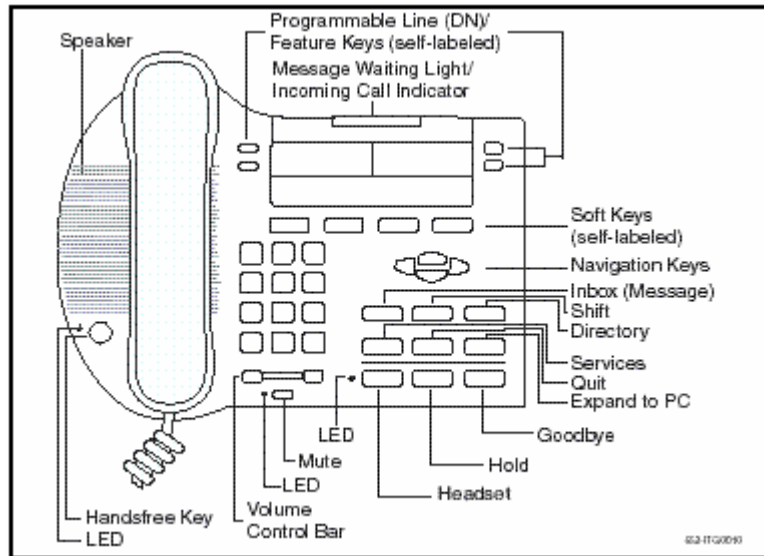 Programmable Line (DN)/
Feature Keys (self-labeled)
Speaker
Message Waiting Light/
Incoming Call Indicator
Soft Keys
(self-labeled)
Navigation Keys
Inbox (Message)
Shift
Directory
Services
Quit
Expand to PC
LED
Goodbye
Mute
Hold
LED
Headset
Volume
Control Bar
Handsfree Key
LED